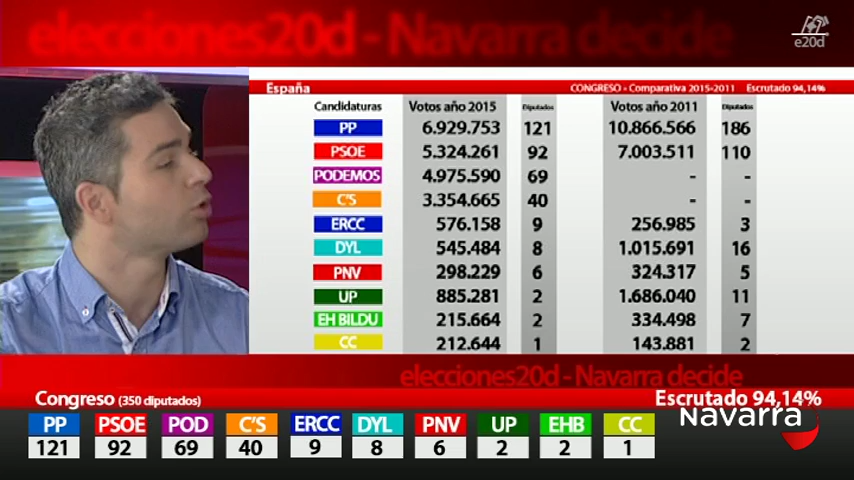 elecciones20d - Navarra decide
e20d
España CONGRESO - Comparativa 2015-2011 Escrutado 94,14%
Candidaturas Votos año 2015 Diputados Votos año 2011 Diputados
PP 6.929.753 121 10.866.566 186
PSOE 5.324.261 92 7.003.511 110
PODEMOS 4.975.590 69 - -
C'S 3.354.665 40 - -
ERCC 576.158 9 256.985 3
DYL 545.484 8 1.015.691 16
PNV 298.229 6 324.317 5
UP 885.281 2 1.686.040 11
EH BILDU 215.664 2 334.498 7
CC 212.644 1 143.881 2
elecciones20d - Navarra decide
Congreso (350 diputados) Escrutado 94,14%
PP PSOE POD C'S ERCC DYL PNV UP EHB CC
121 92 69 40 9 8 6 2 2 1
Navarra